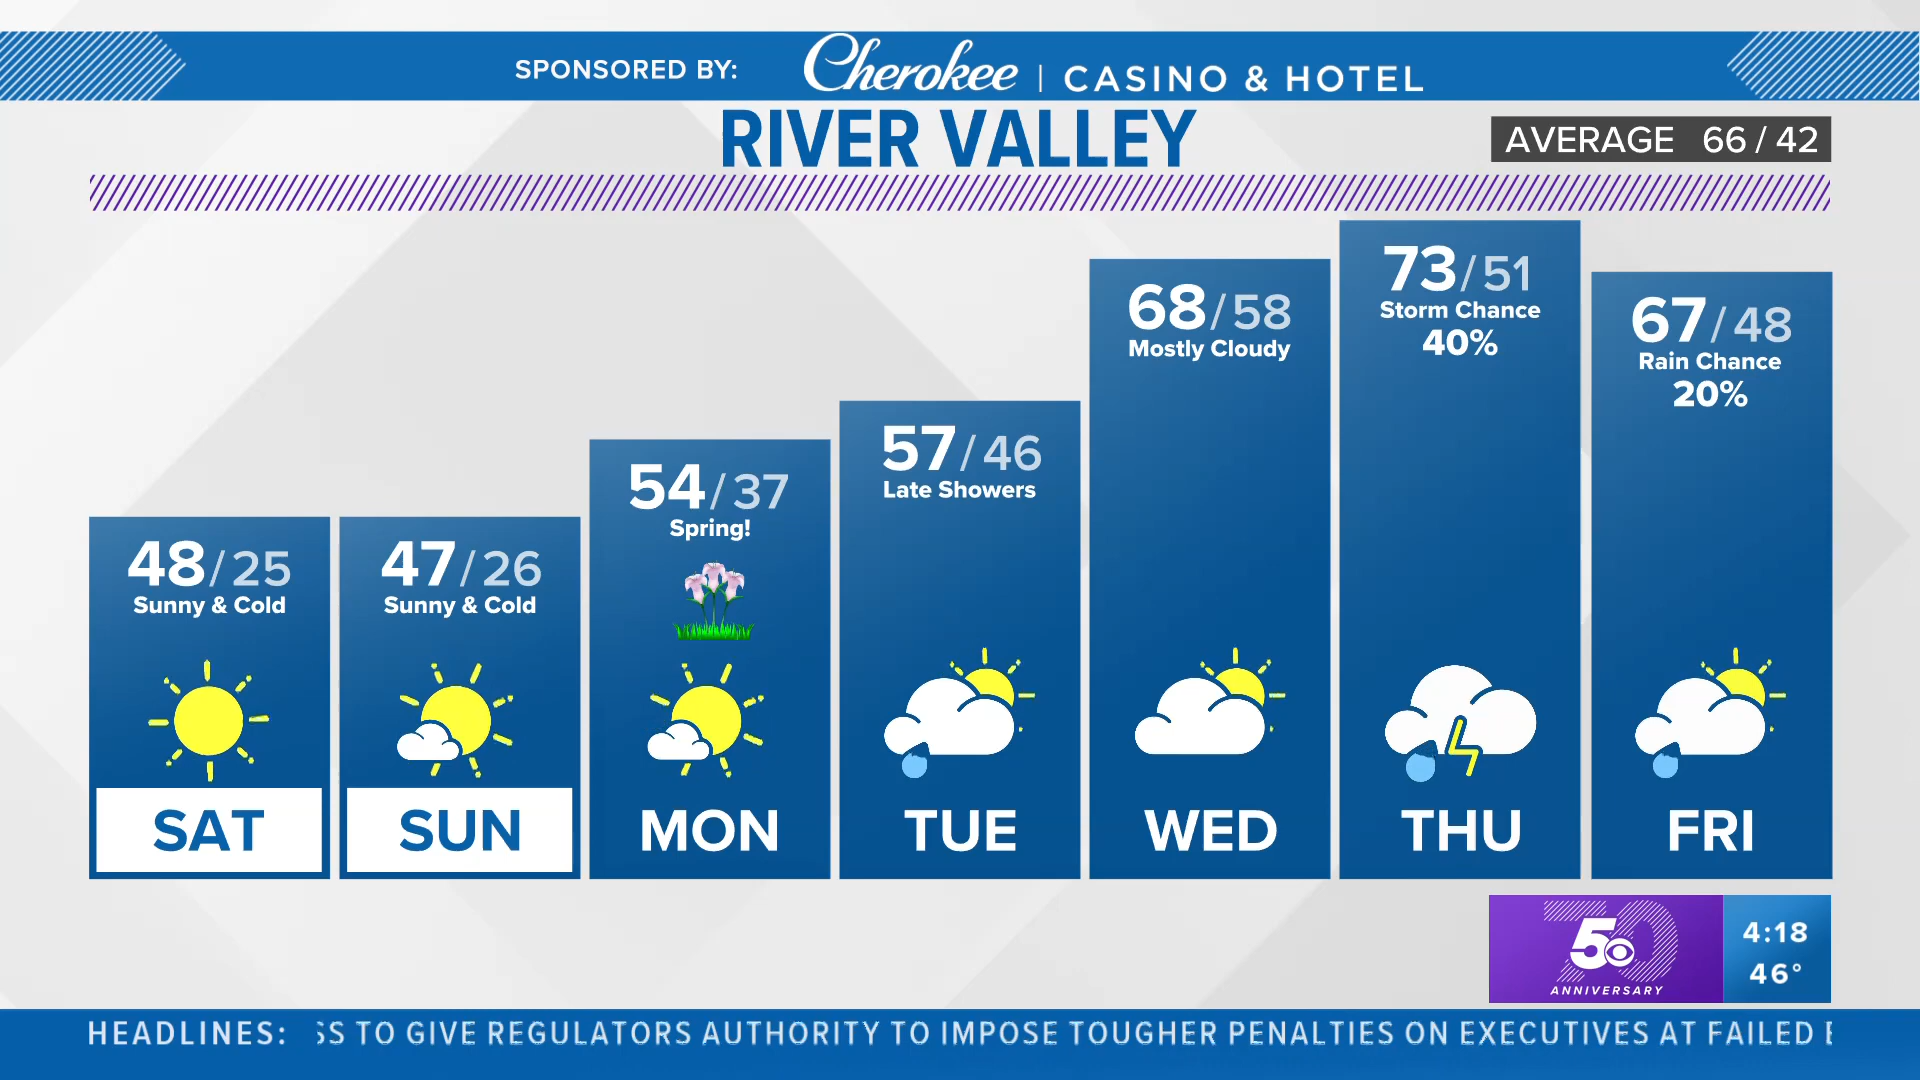 SPONSORED BY: Cherokee | CASINO & HOTEL
RIVER VALLEY
AVERAGE 66 / 42
48/25
Sunny & Cold
SAT
47/26
Sunny & Cold
SUN
54/37
Spring!
MON
57/46
Late Showers
TUE
68/58
Mostly Cloudy
WED
73/51
Storm Chance
40%
THU
67/48
Rain Chance
20%
FRI
70
5
ANNIVERSARY
4:18
46°
HEADLINES: SS TO GIVE REGULATORS AUTHORITY TO IMPOSE TOUGHER PENALTIES ON EXECUTIVES AT FAILED